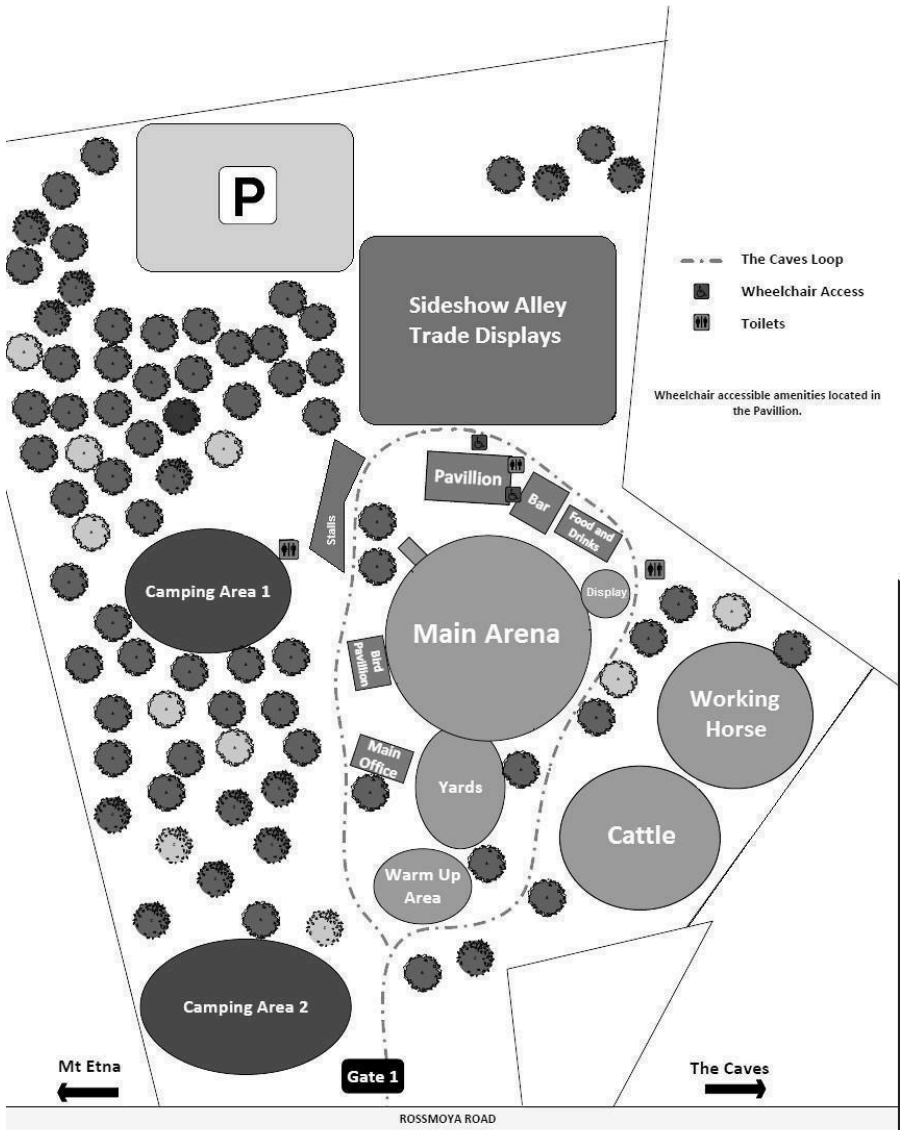 P
Sideshow Alley
Trade Displays
The Caves Loop
Wheelchair Access
Toilets
Wheelchair accessible amenities located in
the Pavillion.
Pavillion
Bar
Food and
Drinks
Stalls
Camping Area 1
Main Arena
Display
Bird
Pavillion
Working
Horse
Main
Office
Yards
Cattle
Warm Up
Area
Camping Area 2
Mt Etna
Gate 1
The Caves
ROSSMOYA ROAD